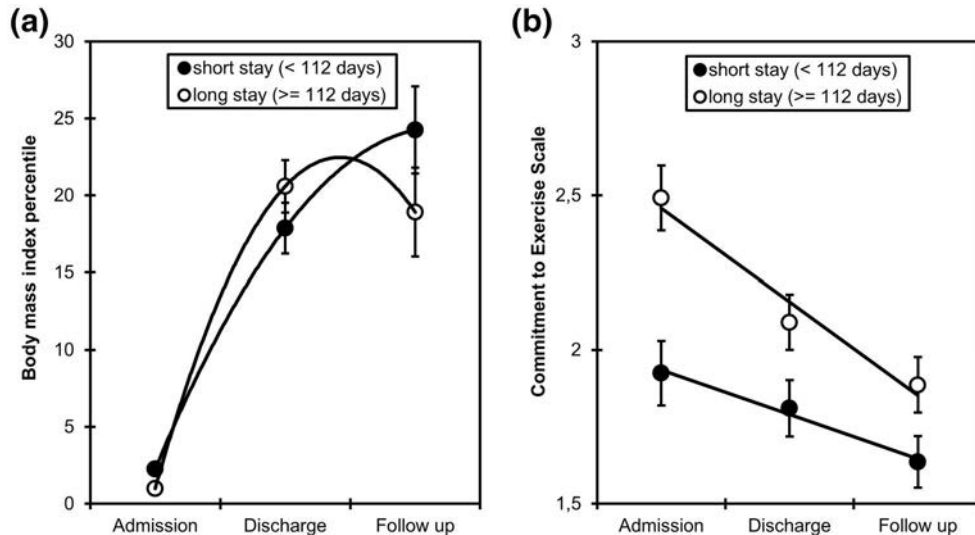 (a)
30
25
20
15
10
5
0
Body mass index percentile
short stay (< 112 days)
long stay (>= 112 days)
Admission Discharge Follow up
(b)
3
2,5
2
1,5
Commitment to Exercise Scale
short stay (< 112 days)
long stay (>= 112 days)
Admission Discharge Follow up